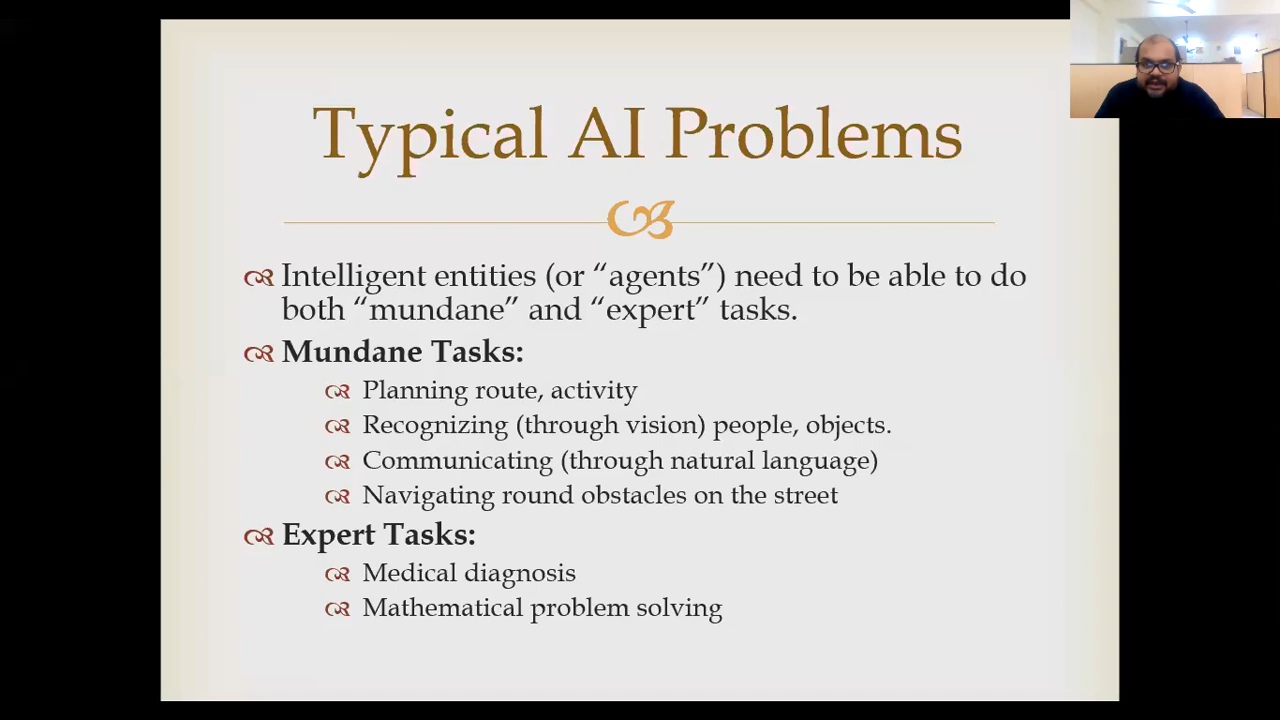 Typical AI Problems
Intelligent entities (or “agents”) need to be able to do
both “mundane” and “expert” tasks.
Mundane Tasks:
Planning route, activity
Recognizing (through vision) people, objects.
Communicating (through natural language)
Navigating round obstacles on the street
Expert Tasks:
Medical diagnosis
Mathematical problem solving